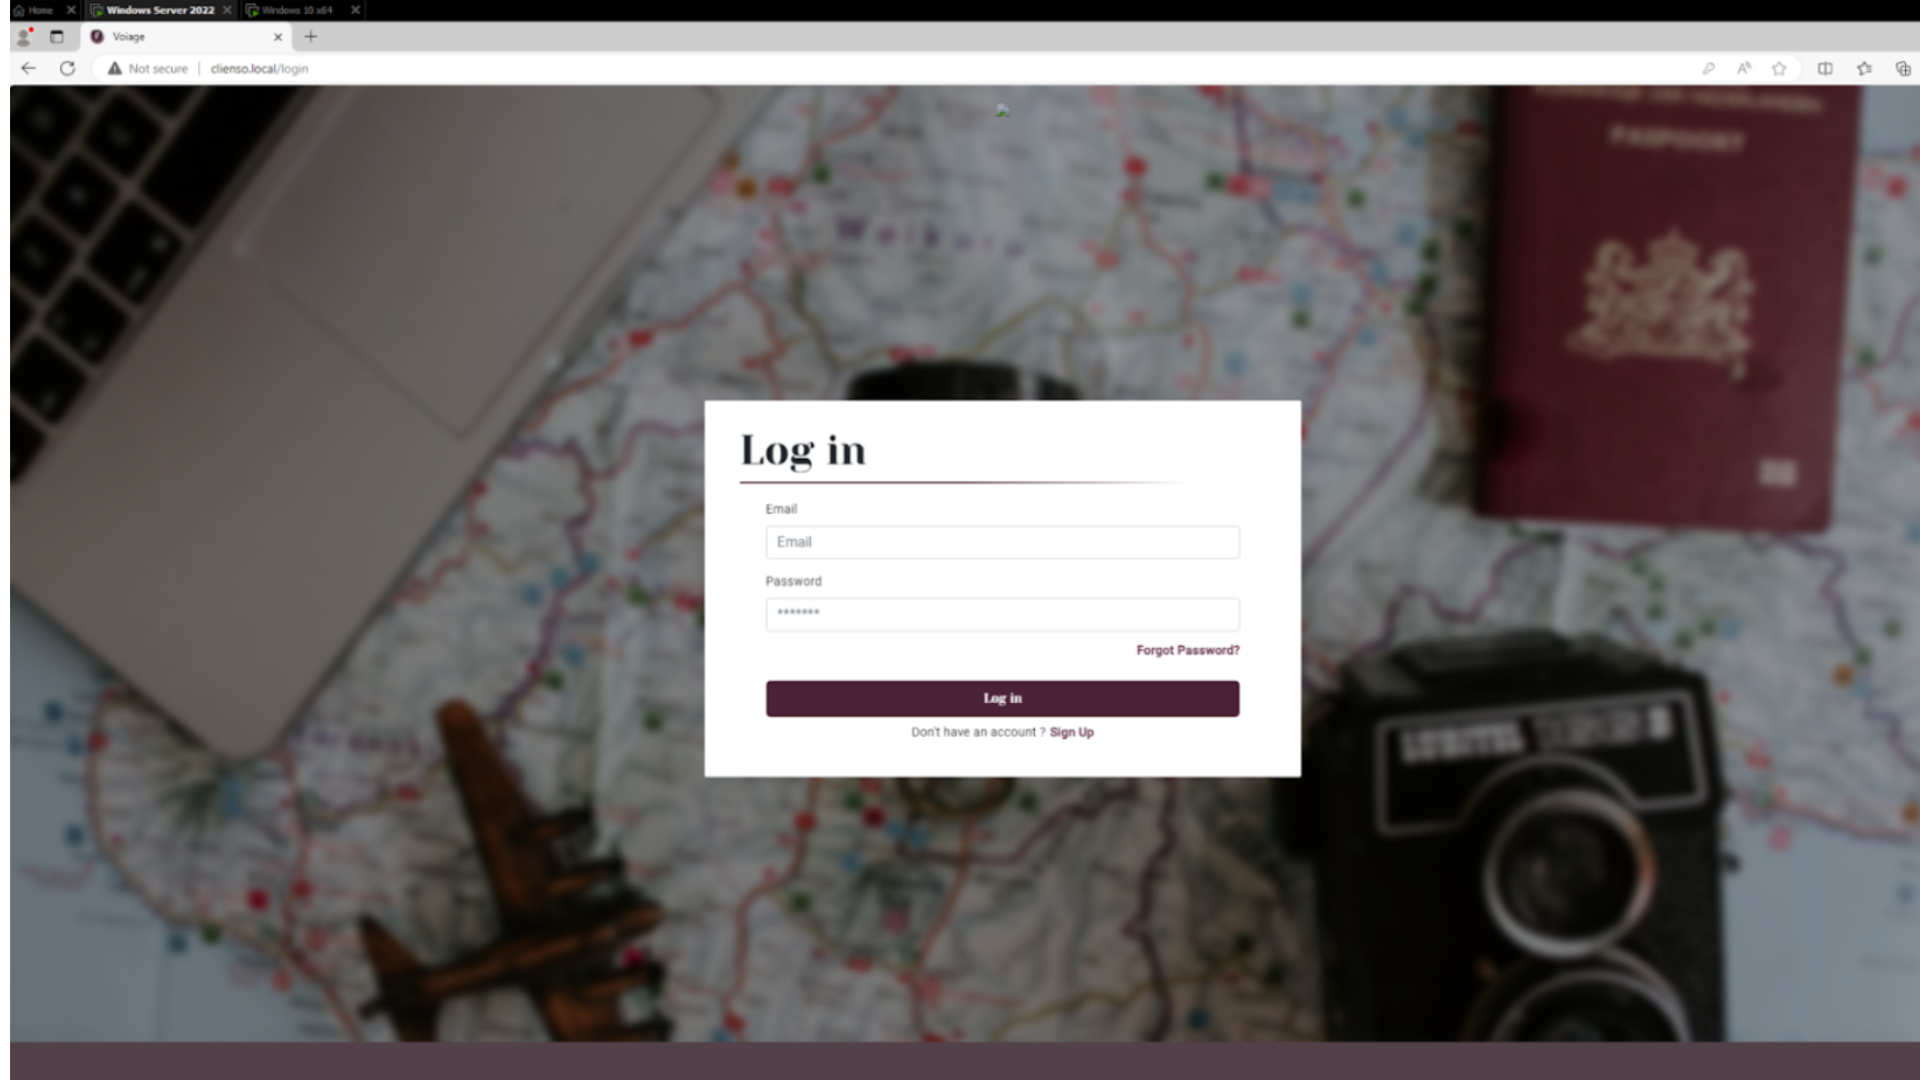 Home
Windows Server 2022
Windows 10 x64
Voiage
Not secure
clienso.local/login
PASPOORT
Log in
Email
Email
Password
*******
Forgot Password?
Log in
Don't have an account ? Sign Up